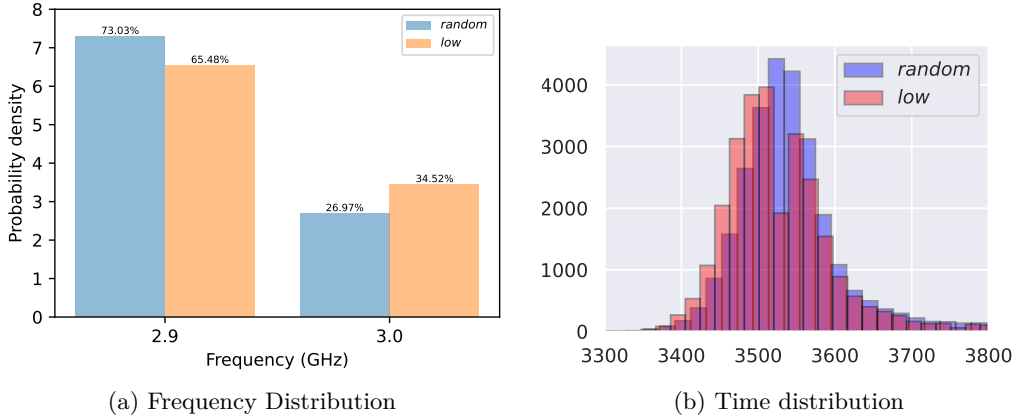 8
7
6
5
4
3
2
1
0
Probability density
73.03%
65.48%
26.97%
34.52%
random
low
2.9
3.0
Frequency (GHz)
(a) Frequency Distribution
4000
3000
2000
1000
0
random
low
3300 3400 3500 3600 3700 3800
(b) Time distribution